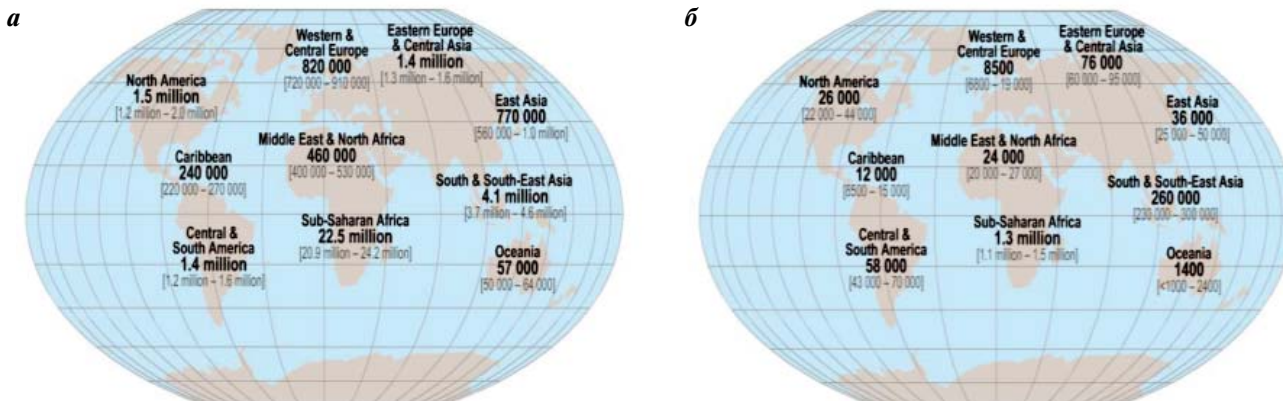 а
Western &
Central Europe
820 000
[720 000 – 910 000]
Eastern Europe
& Central Asia
1.4 million
[1.3 million – 1.6 million]
North America
1.5 million
[1.2 million – 2.0 million]
East Asia
770 000
[560 000 – 1.0 million]
Middle East & North Africa
460 000
[400 000 – 530 000]
Caribbean
240 000
[220 000 – 270 000]
South & South-East Asia
4.1 million
[3.7 million – 4.6 million]
Sub-Saharan Africa
22.5 million
[20.9 million – 24.2 million]
Central &
South America
1.4 million
[1.2 million – 1.6 million]
Oceania
57 000
[50 000 – 64 000]
б
Western &
Central Europe
8500
[6800 – 19 000]
Eastern Europe
& Central Asia
76 000
[60 000 – 95 000]
North America
26 000
[22 000 – 44 000]
East Asia
36 000
[25 000 – 50 000]
Middle East & North Africa
24 000
[20 000 – 27 000]
Caribbean
12 000
[8500 – 15 000]
South & South-East Asia
260 000
[230 000 – 300 000]
Sub-Saharan Africa
1.3 million
[1.1 million – 1.5 million]
Central &
South America
58 000
[43 000 – 70 000]
Oceania
1400
[<1000 – 2400]